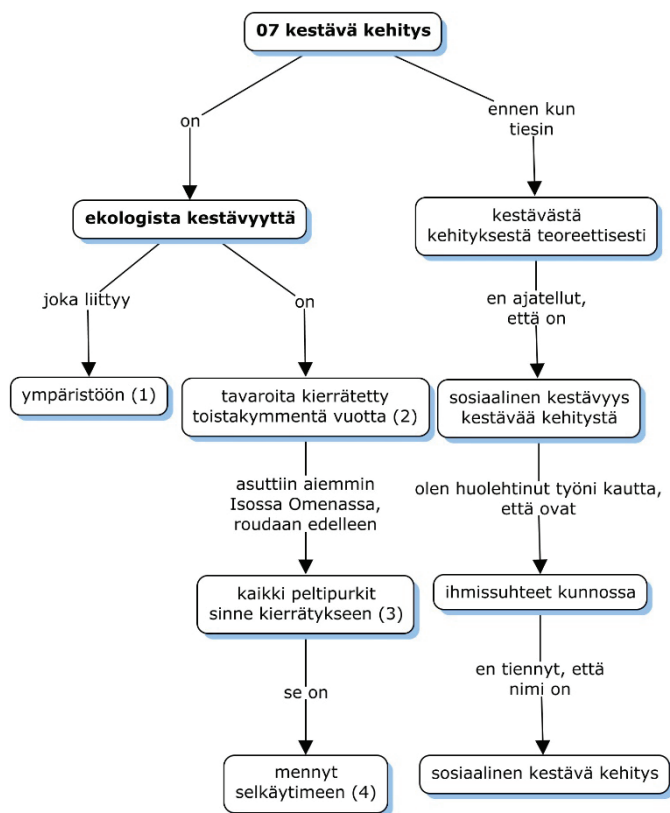 07 kestävä kehitys
on
ennen kun
tiesin
ekologista kestävyyttä
kestävästä
kehityksestä teoreettisesti
joka liittyy
on
en ajatellut,
että on
ympäristöön (1)
tavaroita kierrätetty
toistakymmentä vuotta (2)
sosiaalinen kestävyys
kestävää kehitystä
asuttiin aiemmin
Isossa Omenassa,
roudaan edelleen
olen huolehtinut työni kautta,
että ovat
kaikki peltipurkit
sinne kierrätykseen (3)
ihmissuhteet kunnossa
se on
en tiennyt, että
nimi on
mennyt
selkäytimeen (4)
sosiaalinen kestävä kehitys